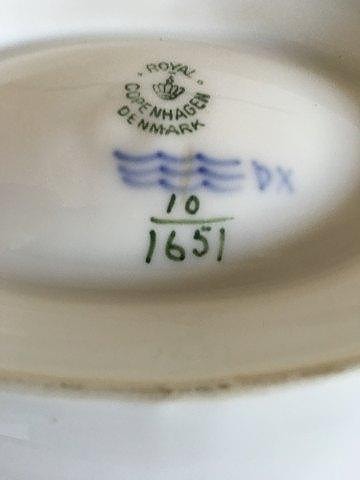 ROYAL
COPENHAGEN
DENMARK
DX
10
1651